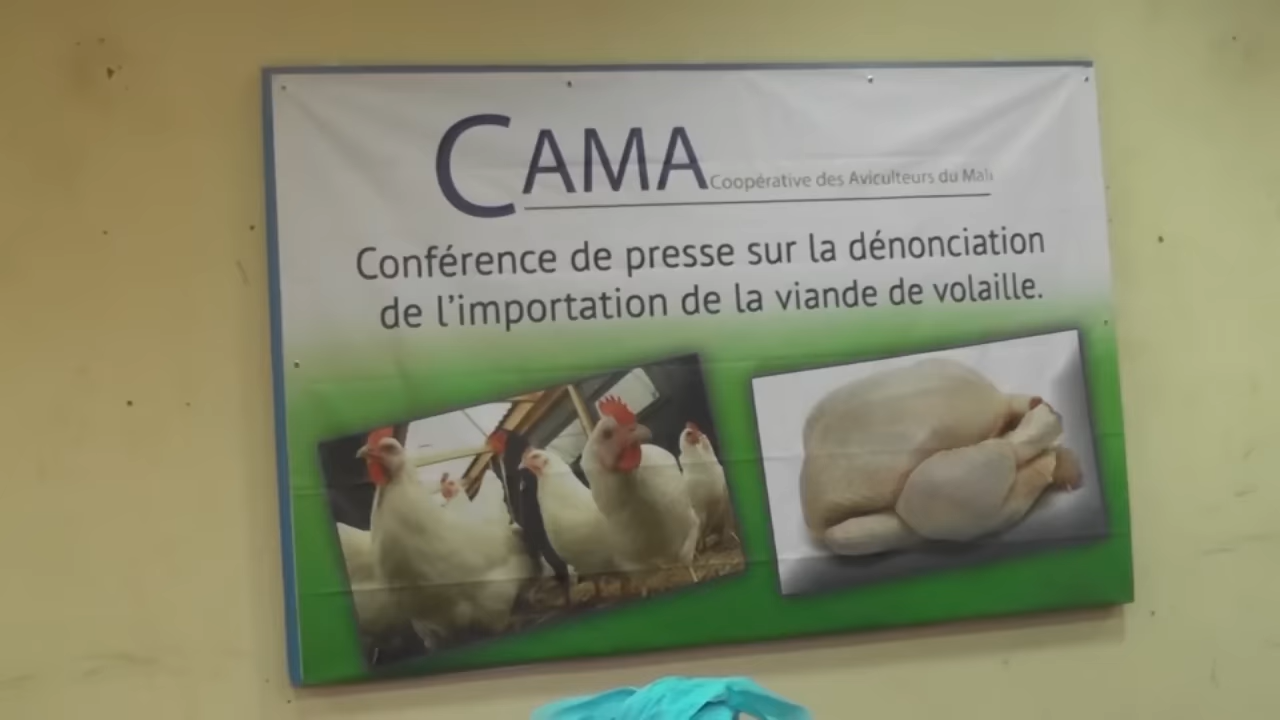 CAMA Coopérative des Aviculteurs du Mali
Conférence de presse sur la dénonciation
de l'importation de la viande de volaille.